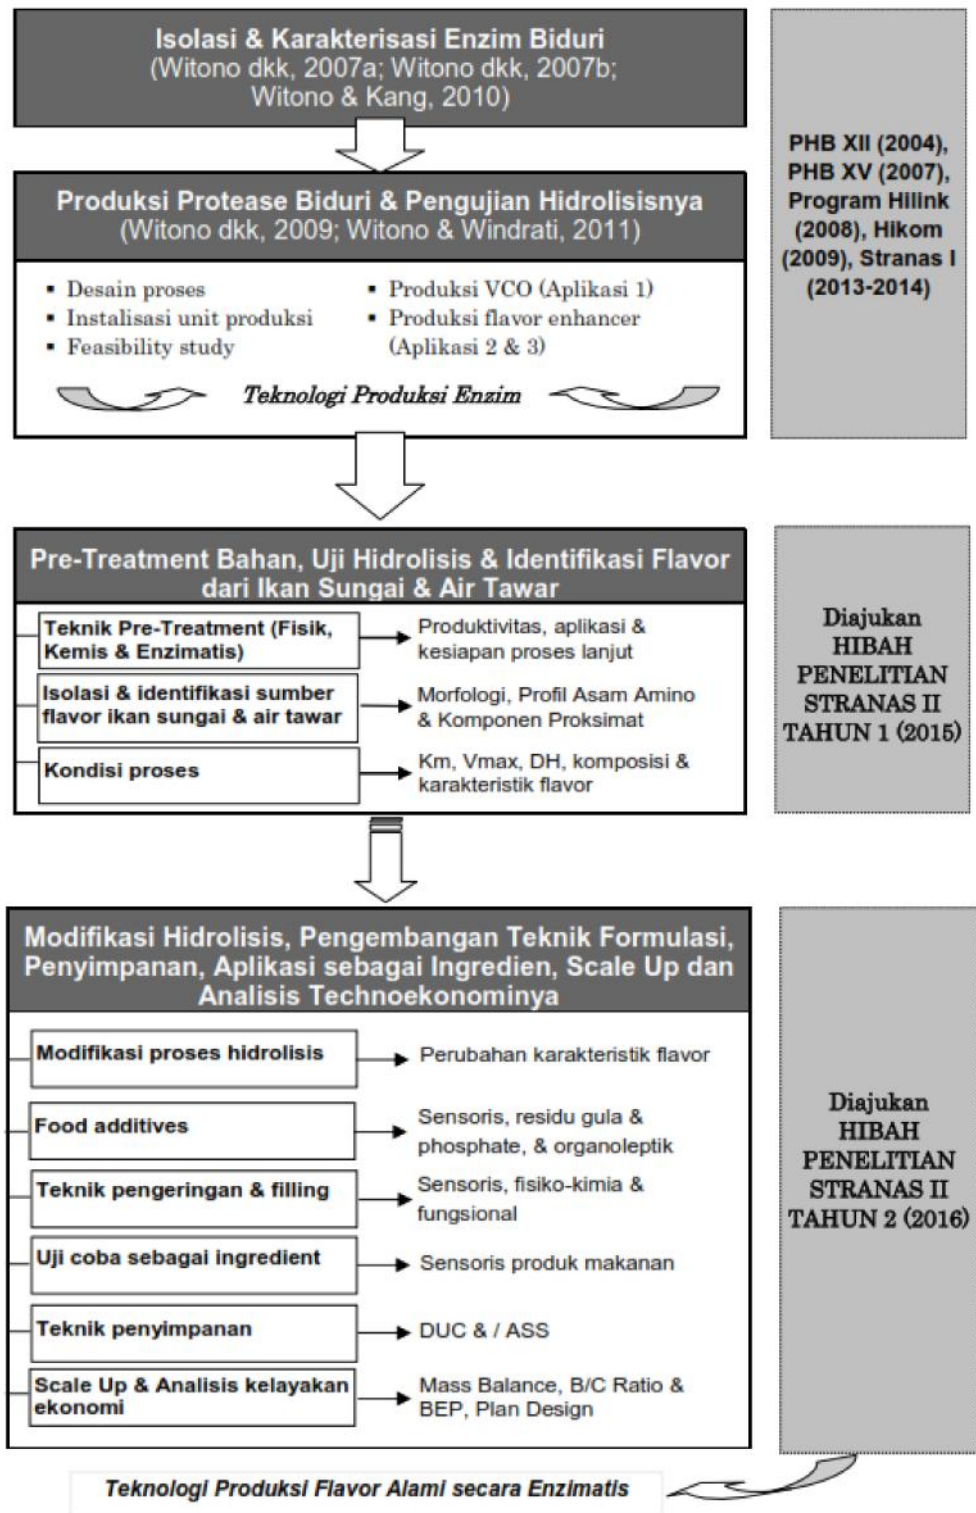 Isolasi & Karakterisasi Enzim Biduri
(Witono dkk, 2007a; Witono dkk, 2007b;
Witono & Kang, 2010)
Produksi Protease Biduri & Pengujian Hidrolisisnya
(Witono dkk, 2009; Witono & Windrati, 2011)
▪ Desain proses
▪ Instalisasi unit produksi
▪ Feasibility study
▪ Produksi VCO (Aplikasi 1)
▪ Produksi flavor enhancer
(Aplikasi 2 & 3)
Teknologi Produksi Enzim
PHB XII (2004),
PHB XV (2007),
Program Hilink
(2008), Hikom
(2009), Stranas I
(2013-2014)
Pre-Treatment Bahan, Uji Hidrolisis & Identifikasi Flavor
dari Ikan Sungai & Air Tawar
Teknik Pre-Treatment (Fisik,
Kemis & Enzimatis)
Produktivitas, aplikasi &
kesiapan proses lanjut
Isolasi & identifikasi sumber
flavor ikan sungai & air tawar
Morfologi, Profil Asam Amino
& Komponen Proksimat
Kondisi proses
Km, Vmax, DH, komposisi &
karakteristik flavor
Diajukan
HIBAH
PENELITIAN
STRANAS II
TAHUN 1 (2015)
Modifikasi Hidrolisis, Pengembangan Teknik Formulasi,
Penyimpanan, Aplikasi sebagai Ingredien, Scale Up dan
Analisis Technoekonominya
Modifikasi proses hidrolisis
Perubahan karakteristik flavor
Food additives
Sensoris, residu gula &
phosphate, & organoleptik
Teknik pengeringan & filling
Sensoris, fisiko-kimia &
fungsional
Uji coba sebagai ingredient
Sensoris produk makanan
Teknik penyimpanan
DUC & / ASS
Scale Up & Analisis kelayakan
ekonomi
Mass Balance, B/C Ratio &
BEP, Plan Design
Diajukan
HIBAH
PENELITIAN
STRANAS II
TAHUN 2 (2016)
Teknologi Produksi Flavor Alami secara Enzimatis